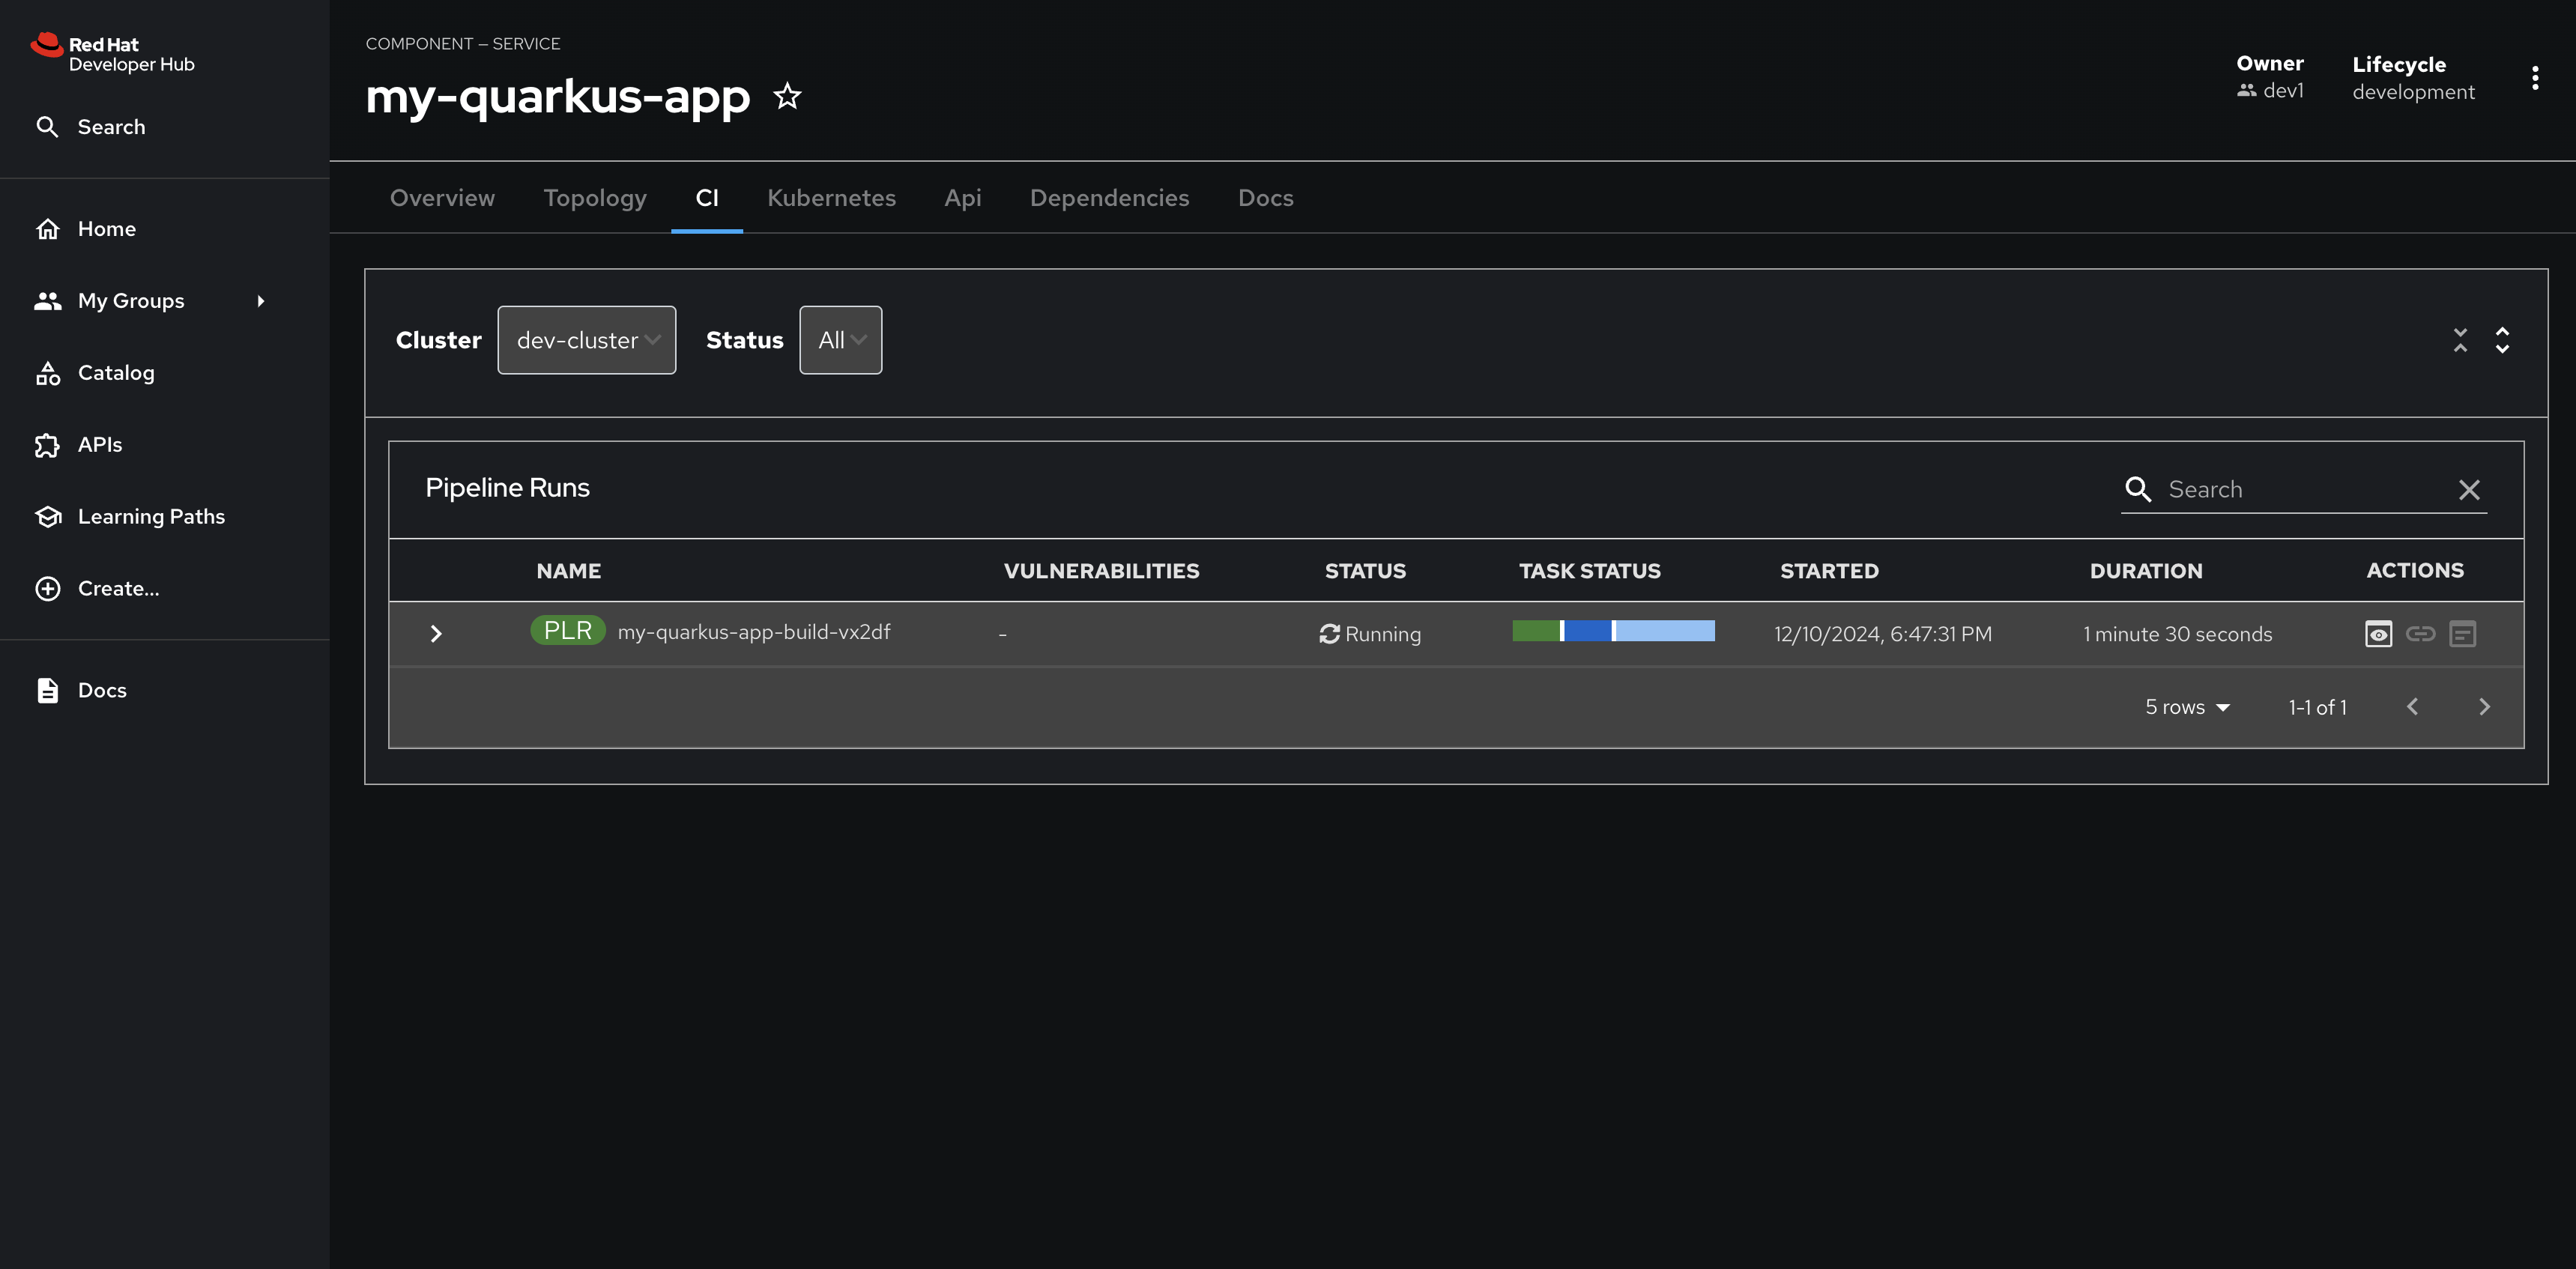 Red Hat
Developer Hub
Search
Home
My Groups
Catalog
APIs
Learning Paths
Create...
Docs
COMPONENT — SERVICE
my-quarkus-app
Owner
dev1
Lifecycle
development
Overview Topology CI Kubernetes Api Dependencies Docs
Cluster dev-cluster Status All
Pipeline Runs
Search
NAME VULNERABILITIES STATUS TASK STATUS STARTED DURATION ACTIONS
PLR my-quarkus-app-build-vx2df - Running 12/10/2024, 6:47:31 PM 1 minute 30 seconds
5 rows 1-1 of 1